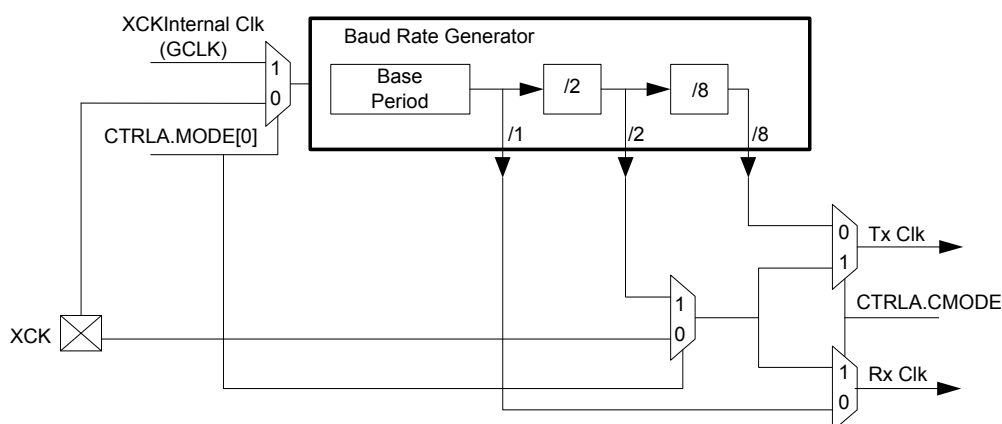 XCKInternal Clk
(GCLK)
Baud Rate Generator
1
0
Base
Period
/2
/8
CTRLA.MODE[0]
/1
/2
/8
0
1
Tx Clk
XCK
1
0
CTRLA.CMODE
1
0
Rx Clk